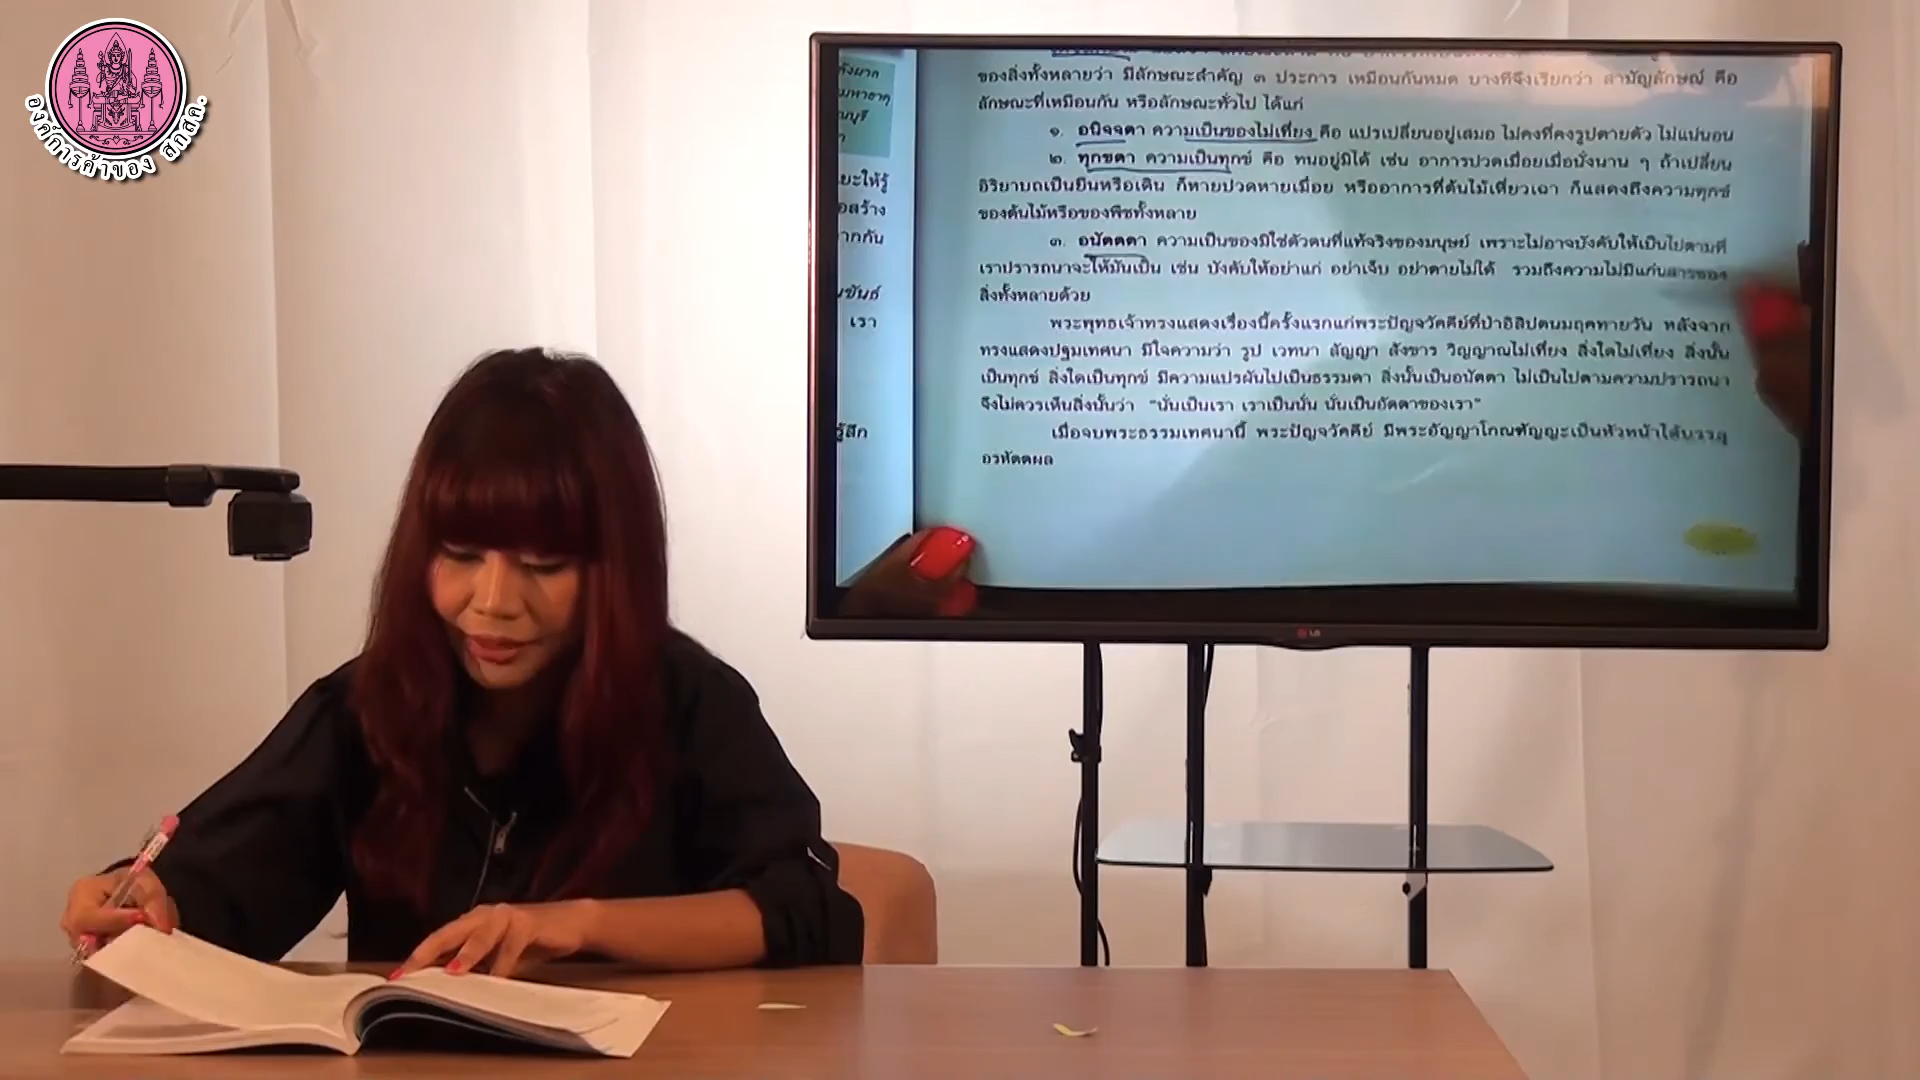 องค์การค้าของ สกสค.
ของสิ่งทั้งหลายว่า มีลักษณะสำคัญ ๓ ประการ เหมือนกันหมด บางทีจึงเรียกว่า สามัญลักษณ์ คือ
ลักษณะที่เหมือนกัน หรือลักษณะทั่วไป ได้แก่
๑. อนิจจตา ความเป็นของไม่เที่ยง คือ แปรเปลี่ยนอยู่เสมอ ไม่คงที่คงรูปตายตัว ไม่แน่นอน
๒. ทุกขตา ความเป็นทุกข์ คือ ทนอยู่มิได้ เช่น อาการปวดเมื่อยเมื่อนั่งนาน ๆ ถ้าเปลี่ยน
อิริยาบถเป็นยืนหรือเดิน ก็หายปวดหายเมื่อย หรืออาการที่ต้นไม้เหี่ยวเฉา ก็แสดงถึงความทุกข์
ของต้นไม้หรือของพืชทั้งหลาย
๓. อนัตตตา ความเป็นของมิใช่ตัวตนที่แท้จริงของมนุษย์ เพราะไม่อาจบังคับให้เป็นไปตามที่
เราปรารถนาจะให้มันเป็น เช่น บังคับให้อย่าแก่ อย่าเจ็บ อย่าตายไม่ได้ รวมถึงความไม่มีแก่นสารของ
สิ่งทั้งหลายด้วย
พระพุทธเจ้าทรงแสดงเรื่องนี้ครั้งแรกแก่พระปัญจวัคคีย์ที่ป่าอิสิปตนมฤคทายวัน หลังจาก
ทรงแสดงปฐมเทศนา มีใจความว่า รูป เวทนา สัญญา สังขาร วิญญาณไม่เที่ยง สิ่งใดไม่เที่ยง สิ่งนั้น
เป็นทุกข์ สิ่งใดเป็นทุกข์ มีความแปรผันไปเป็นธรรมดา สิ่งนั้นเป็นอนัตตา ไม่เป็นไปตามความปรารถนา
จึงไม่ควรเห็นสิ่งนั้นว่า "นั่นเป็นเรา เราเป็นนั่น นั่นเป็นอัตตาของเรา"
เมื่อจบพระธรรมเทศนานี้ พระปัญจวัคคีย์ มีพระอัญญาโกณฑัญญะเป็นหัวหน้าได้บรรลุ
อรหัตตผล
เรา
LG